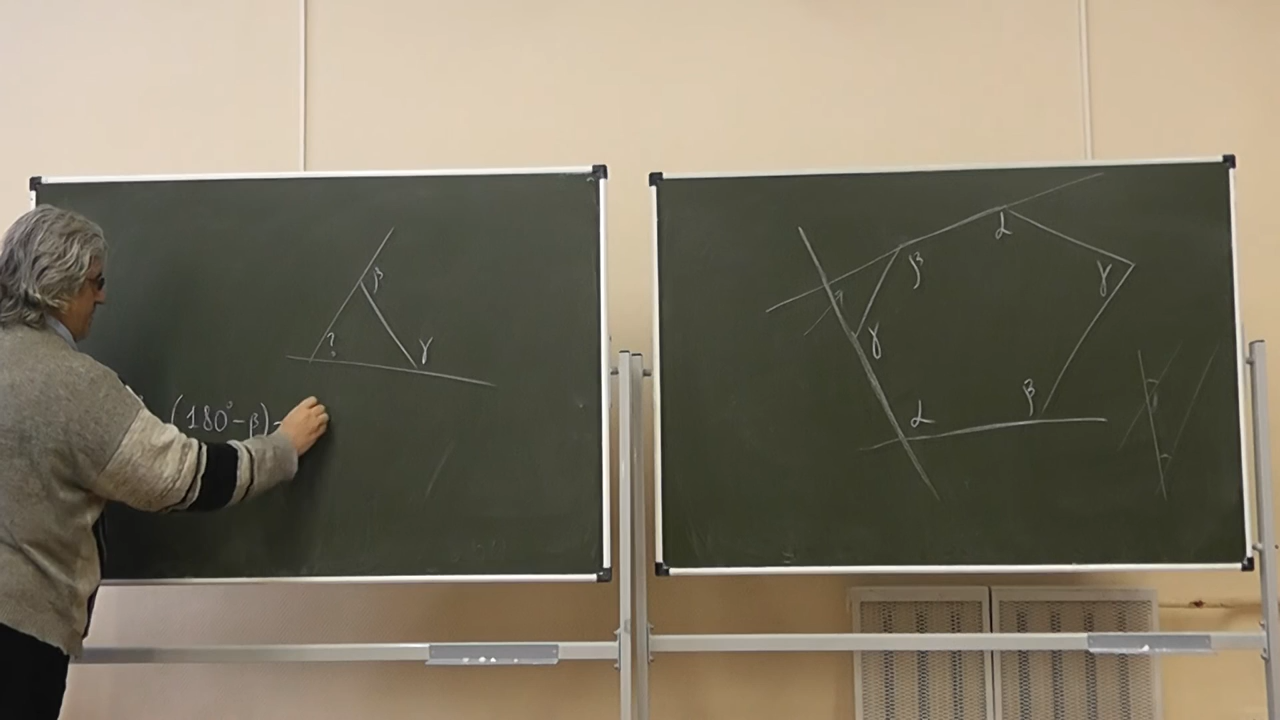 β
? γ
(180° - β) -
α
β γ
γ
β
α